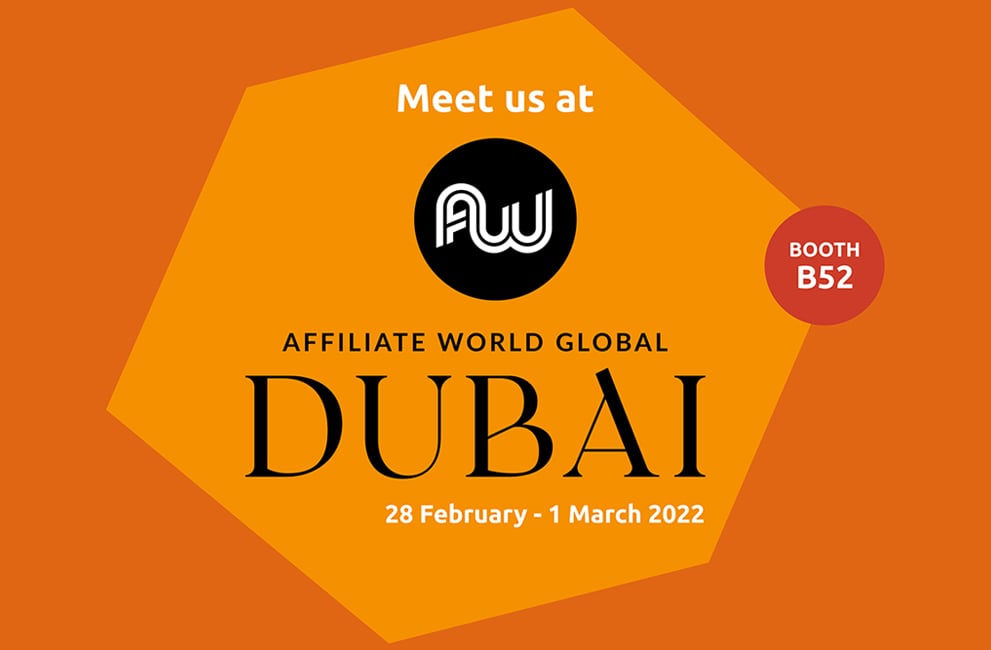 Meet us at
AW
BOOTH
B52
AFFILIATE WORLD GLOBAL
DUBAI
28 February - 1 March 2022